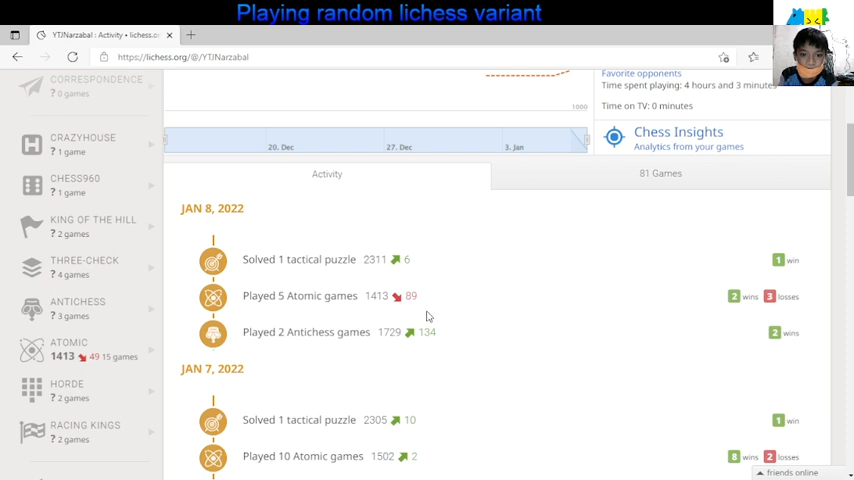 Playing random lichess variant
YTJNarzabal : Activity • lichess.o
https://lichess.org/@/YTJNarzabal
CORRESPONDENCE
? 0 games
CRAZYHOUSE
? 1 game
CHESS960
? 1 game
KING OF THE HILL
? 2 games
THREE-CHECK
? 4 games
ANTICHESS
? 3 games
ATOMIC
1413 49 15 games
HORDE
? 2 games
RACING KINGS
? 2 games
1000
20. Dec
27. Dec
3. Jan
Favorite opponents
Time spent playing: 4 hours and 3 minutes
Time on TV: 0 minutes
Chess Insights
Analytics from your games
Activity
81 Games
JAN 8, 2022
Solved 1 tactical puzzle 2311 6
1 win
Played 5 Atomic games 1413 89
2 wins 3 losses
Played 2 Antichess games 1729 134
2 wins
JAN 7, 2022
Solved 1 tactical puzzle 2305 10
1 win
Played 10 Atomic games 1502 2
8 wins 2 losses
friends online